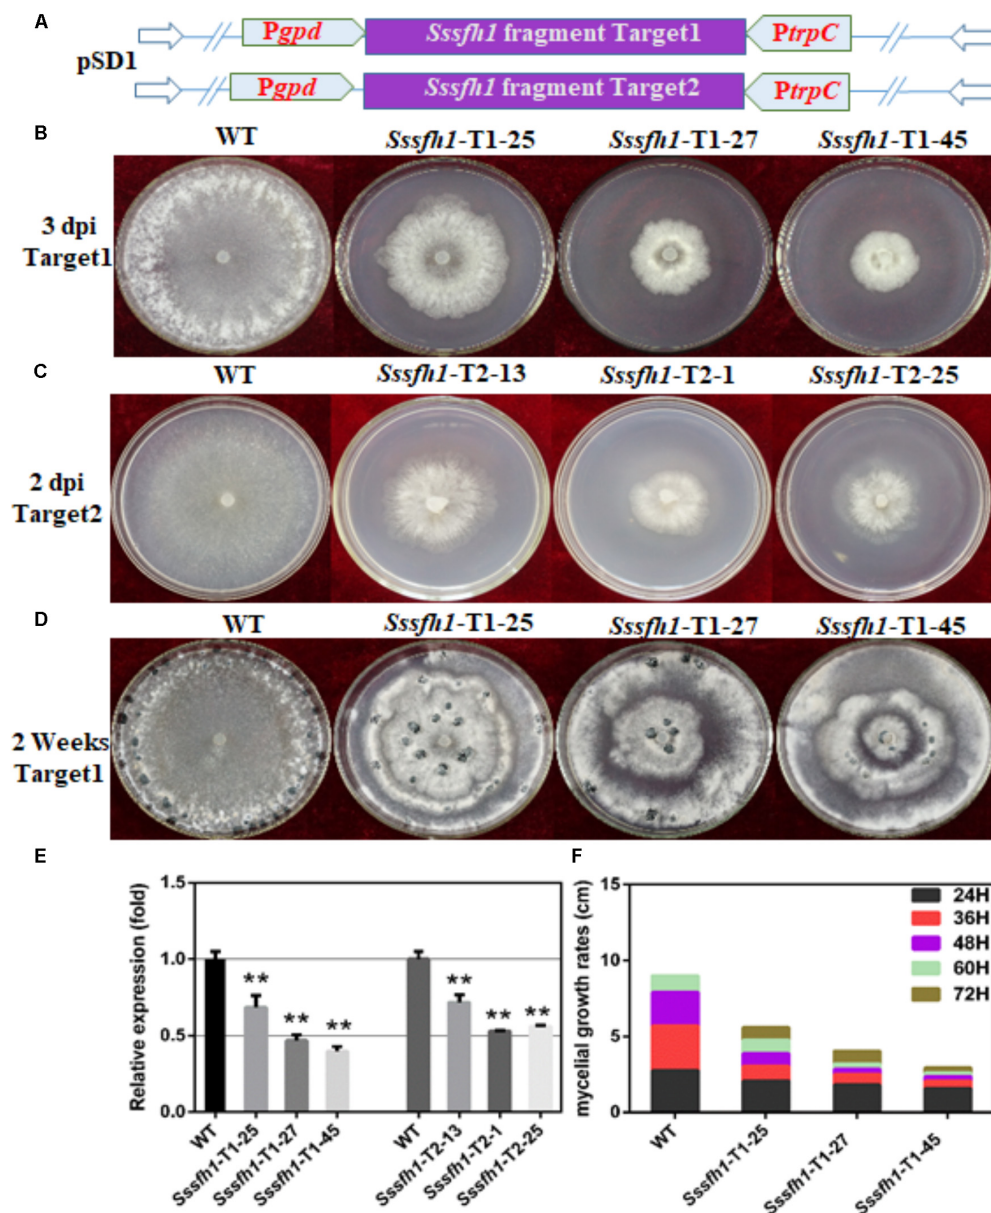 A
pSD1
Pgpd Sssfh1 fragment Target1 PtrpC
Pgpd Sssfh1 fragment Target2 PtrpC
B
WT Sssfh1-T1-25 Sssfh1-T1-27 Sssfh1-T1-45
3 dpi
Target1
C
WT Sssfh1-T2-13 Sssfh1-T2-1 Sssfh1-T2-25
2 dpi
Target2
D
WT Sssfh1-T1-25 Sssfh1-T1-27 Sssfh1-T1-45
2 Weeks
Target1
E
Relative expression (fold)
1.5
1.0
0.5
0.0
** ** ** ** ** **
WT Sssfh1-T1-25 Sssfh1-T1-27 Sssfh1-T1-45 WT Sssfh1-T2-13 Sssfh1-T2-1 Sssfh1-T2-25
F
mycelial growth rates (cm)
15
10
5
0
24H
36H
48H
60H
72H
WT Sssfh1-T1-25 Sssfh1-T1-27 Sssfh1-T1-45